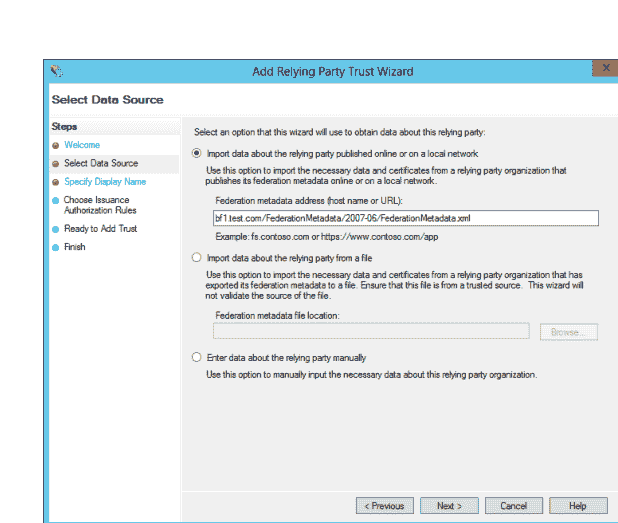 Add Relying Party Trust Wizard
x
Select Data Source
Steps
Welcome
Select Data Source
Specify Display Name
Choose Issuance
Authorization Rules
Ready to Add Trust
Finish
Select an option that this wizard will use to obtain data about this relying party:
Import data about the relying party published online or on a local network
Use this option to import the necessary data and certificates from a relying party organization that
publishes its federation metadata online or on a local network.
Federation metadata address (host name or URL):
bf1.test.com/FederationMetadata/2007-06/FederationMetadata.xml
Example: fs.contoso.com or https://www.contoso.com/app
Import data about the relying party from a file
Use this option to import the necessary data and certificates from a relying party organization that has
exported its federation metadata to a file. Ensure that this file is from a trusted source. This wizard will
not validate the source of the file.
Federation metadata file location:
Browse...
Enter data about the relying party manually
Use this option to manually input the necessary data about this relying party organization.
< Previous
Next >
Cancel
Help